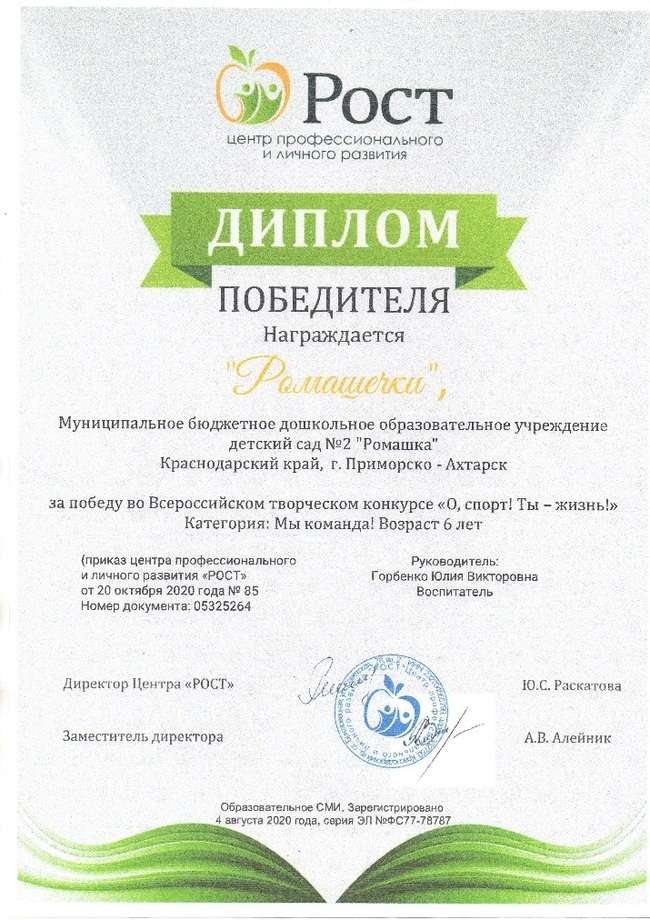 Рост
центр профессионального
и личного развития
ДИПЛОМ
ПОБЕДИТЕЛЯ
Награждается
"Ромашечки",
Муниципальное бюджетное дошкольное образовательное учреждение
детский сад №2 "Ромашка"
Краснодарский край, г. Приморско - Ахтарск
за победу во Всероссийском творческом конкурсе «О, спорт! Ты – жизнь!»
Категория: Мы команда! Возраст 6 лет
(приказ центра профессионального
и личного развития «РОСТ»
от 20 октября 2020 года № 85
Номер документа: 05325264
Руководитель:
Горбенко Юлия Викторовна
Воспитатель
Директор Центра «РОСТ»
Ю.С. Раскатова
Заместитель директора
А.В. Алейник
Образовательное СМИ. Зарегистрировано
4 августа 2020 года, серия ЭЛ №ФС77-78787